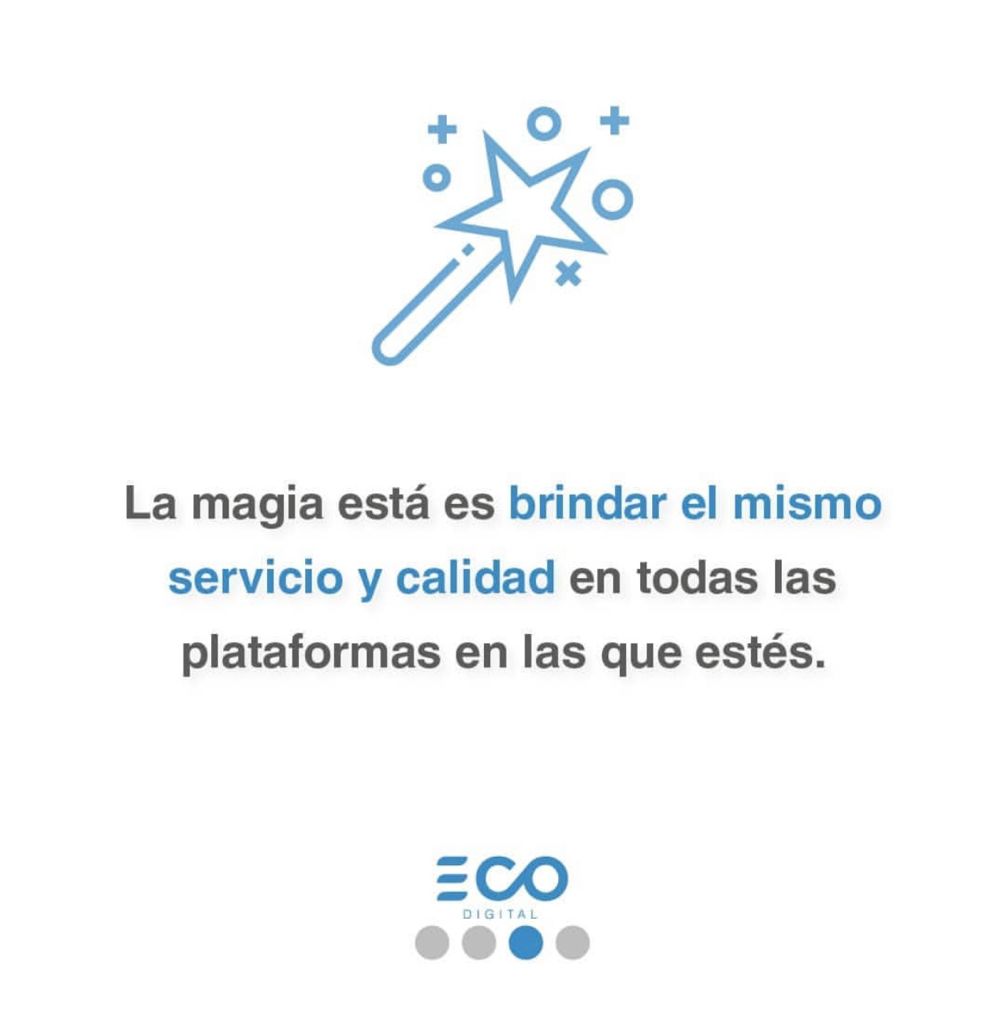 La magia está es brindar el mismo
servicio y calidad en todas las
plataformas en las que estés.
ECO
DIGITAL